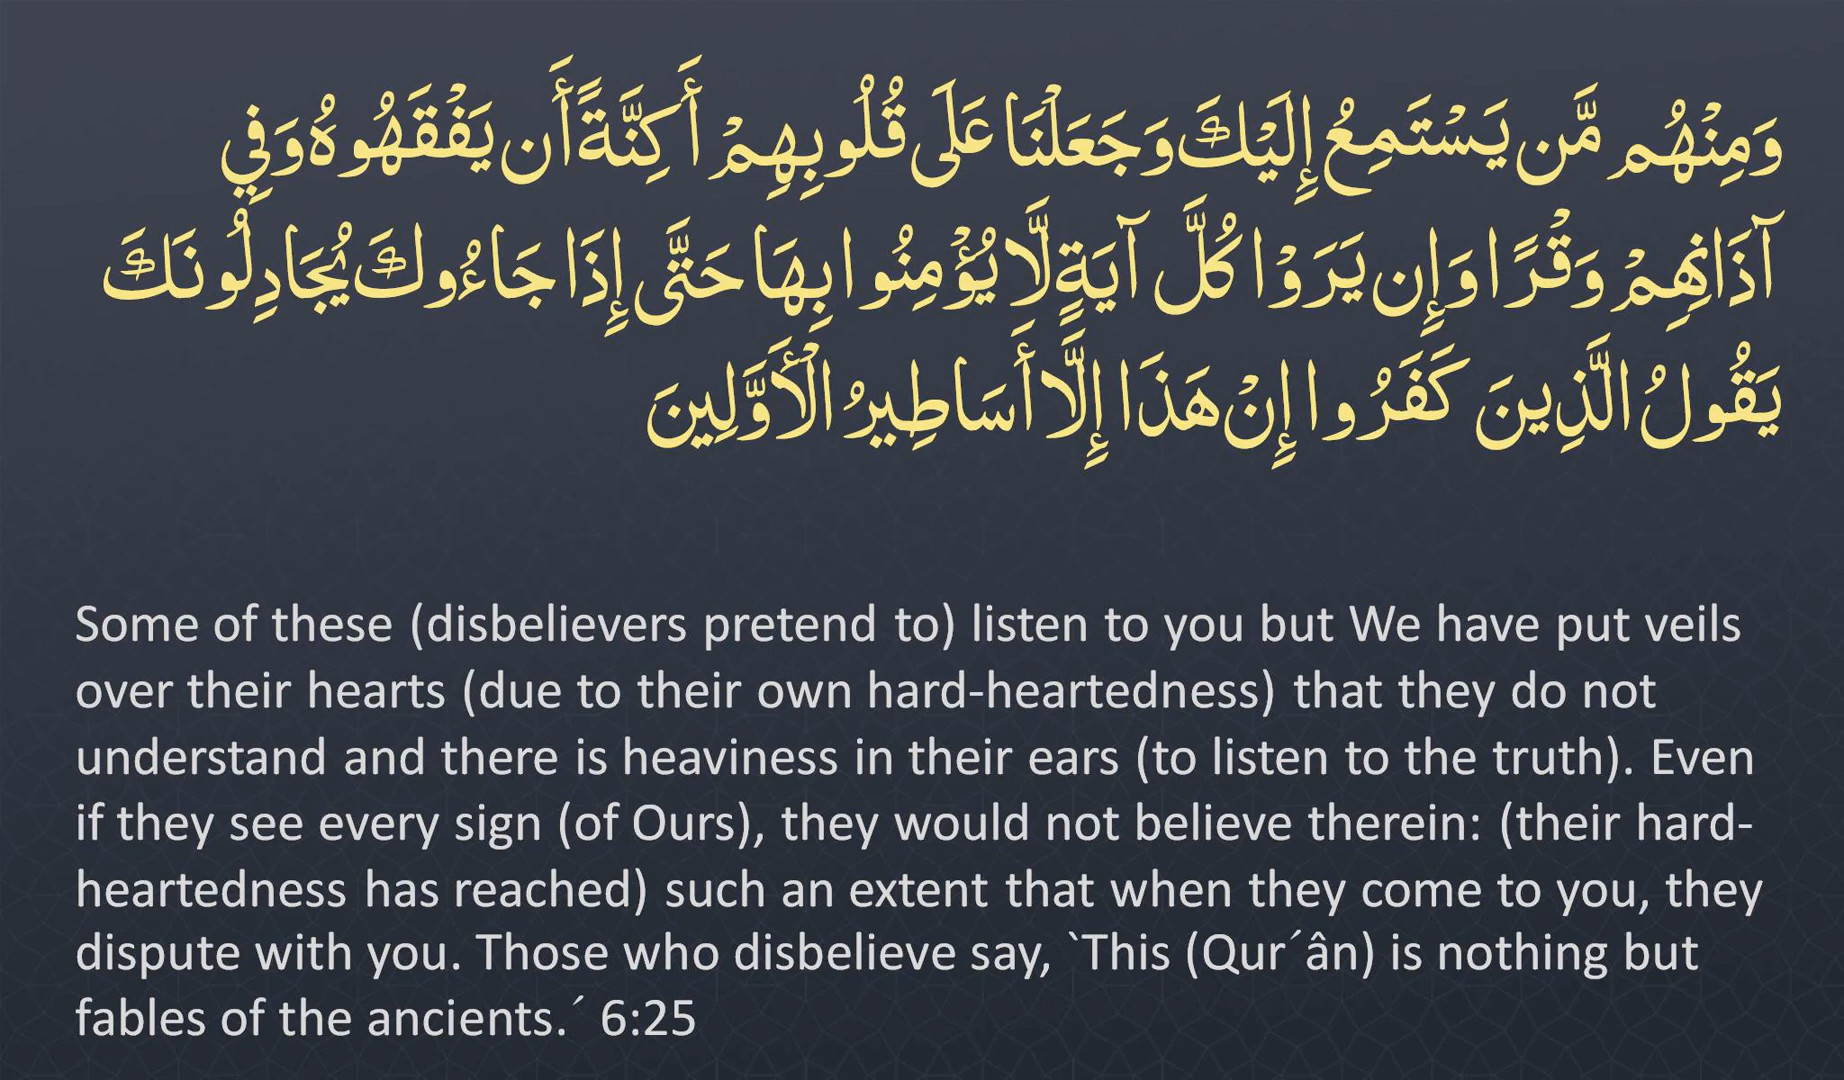 وَمِنْهُم مَّن يَسْتَمِعُ إِلَيْكَ وَجَعَلْنَا عَلَى قُلُوبِهِمْ أَكِنَّةً أَن يَفْقَهُوهُ وَفِي
آذَانِهِمْ وَقْرًا وَإِن يَرَوْا كُلَّ آيَةٍ لَّا يُؤْمِنُوا بِهَا حَتَّى إِذَا جَاءُوكَ يُجَادِلُونَكَ
يَقُولُ الَّذِينَ كَفَرُوا إِنْ هَذَا إِلَّا أَسَاطِيرُ الْأَوَّلِينَ
Some of these (disbelievers pretend to) listen to you but We have put veils
over their hearts (due to their own hard-heartedness) that they do not
understand and there is heaviness in their ears (to listen to the truth). Even
if they see every sign (of Ours), they would not believe therein: (their hard-
heartedness has reached) such an extent that when they come to you, they
dispute with you. Those who disbelieve say, `This (Qur´ân) is nothing but
fables of the ancients.´ 6:25